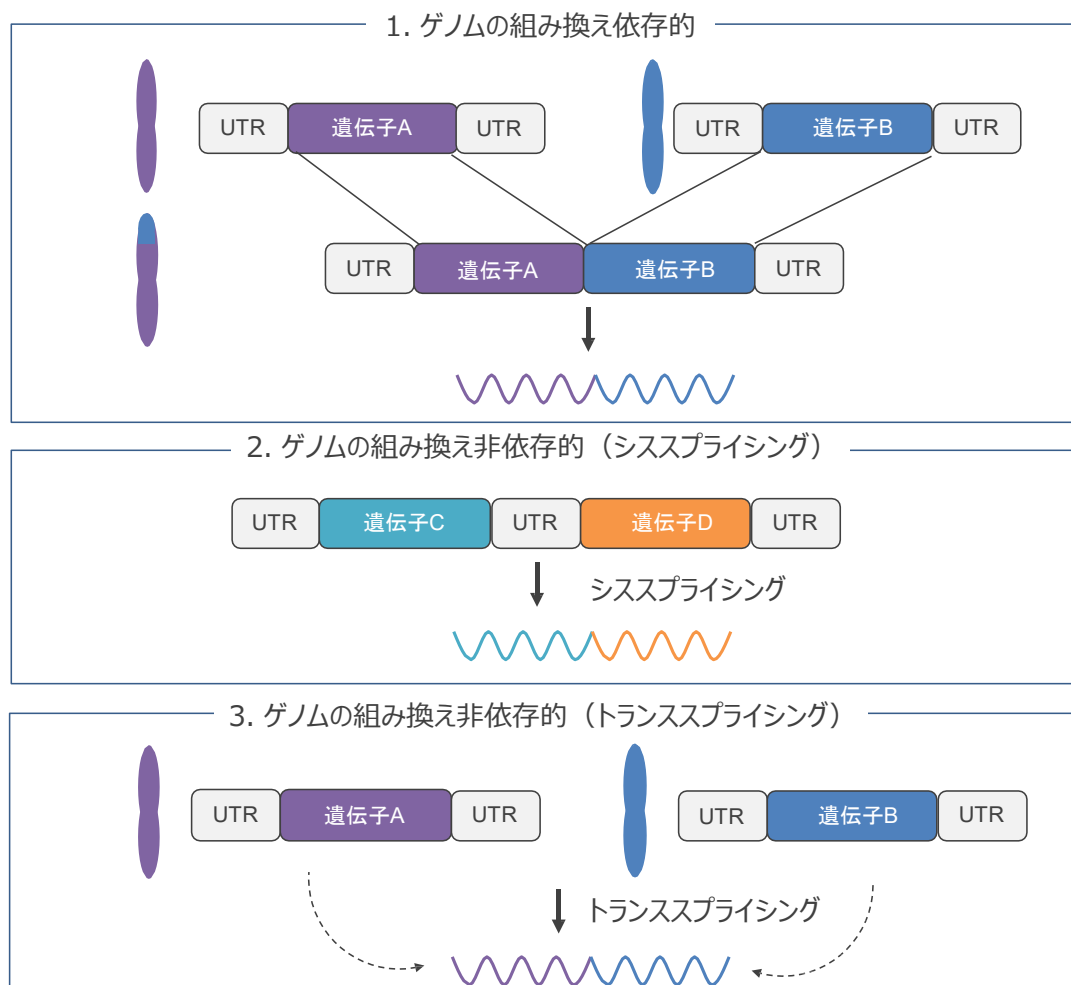 1. ゲノムの組み換え依存的
UTR 遺伝子A UTR UTR 遺伝子B UTR
UTR 遺伝子A 遺伝子B UTR
2. ゲノムの組み換え非依存的（シススプライシング）
UTR 遺伝子C UTR 遺伝子D UTR
シススプライシング
3. ゲノムの組み換え非依存的（トランススプライシング）
UTR 遺伝子A UTR UTR 遺伝子B UTR
トランススプライシング